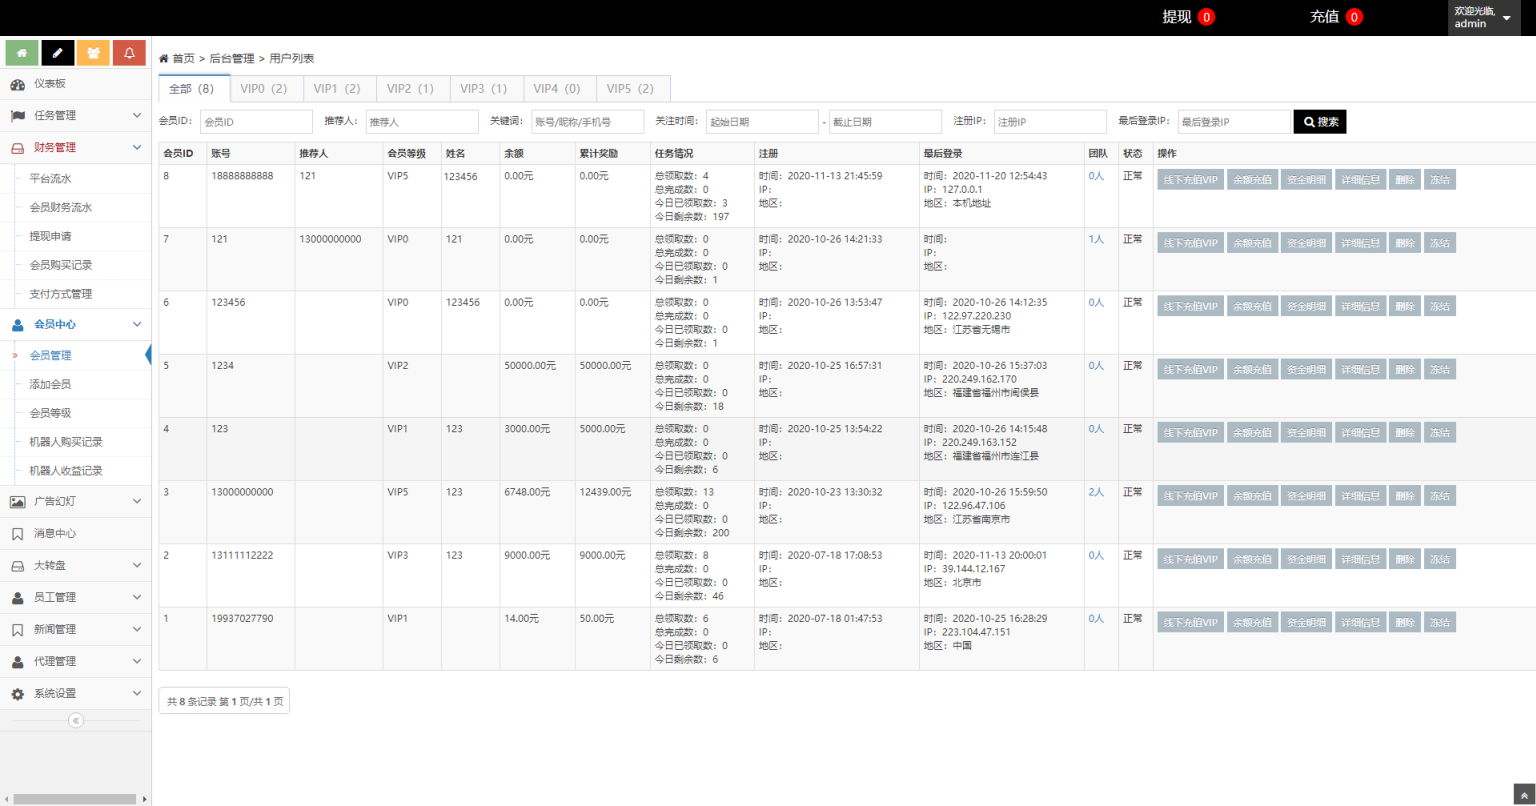 提现 0 充值 0 欢迎光临,
admin
首页 > 后台管理 > 用户列表
仪表板
任务管理
财务管理
平台流水
会员财务流水
提现申请
会员购买记录
支付方式管理
会员中心
会员管理
添加会员
会员等级
机器人购买记录
机器人收益记录
广告幻灯
消息中心
大转盘
员工管理
新闻管理
代理管理
系统设置
全部（8） VIP0（2） VIP1（2） VIP2（1） VIP3（1） VIP4（0） VIP5（2）
会员ID： 会员ID 推荐人： 推荐人 关键词： 账号/昵称/手机号 关注时间： 起始日期 - 截止日期 注册IP： 注册IP 最后登录IP： 最后登录IP 搜索
会员ID 账号 推荐人 会员等级 姓名 余额 累计奖励 任务情况 注册 最后登录 团队 状态 操作
8 18888888888 121 VIP5 123456 0.00元 0.00元 总领取数：4 时间：2020-11-13 21:45:59 时间：2020-11-20 12:54:43 0人 正常 线下充值VIP 余额充值 资金明细 详细信息 删除 冻结
总完成数：0 IP： IP：127.0.0.1
今日已领取数：3 地区： 地区：本机地址
今日剩余数：197
7 121 13000000000 VIP0 121 0.00元 0.00元 总领取数：0 时间：2020-10-26 14:21:33 时间： 1人 正常 线下充值VIP 余额充值 资金明细 详细信息 删除 冻结
总完成数：0 IP： IP：
今日已领取数：0 地区： 地区：
今日剩余数：1
6 123456 VIP0 123456 0.00元 0.00元 总领取数：0 时间：2020-10-26 13:53:47 时间：2020-10-26 14:12:35 0人 正常 线下充值VIP 余额充值 资金明细 详细信息 删除 冻结
总完成数：0 IP： IP：122.97.220.230
今日已领取数：0 地区： 地区：江苏省无锡市
今日剩余数：1
5 1234 VIP2 50000.00元 50000.00元 总领取数：0 时间：2020-10-25 16:57:31 时间：2020-10-26 15:37:03 0人 正常 线下充值VIP 余额充值 资金明细 详细信息 删除 冻结
总完成数：0 IP： IP：220.249.162.170
今日已领取数：0 地区： 地区：福建省福州市闽侯县
今日剩余数：18
4 123 VIP1 123 3000.00元 5000.00元 总领取数：0 时间：2020-10-25 13:54:22 时间：2020-10-26 14:15:48 0人 正常 线下充值VIP 余额充值 资金明细 详细信息 删除 冻结
总完成数：0 IP： IP：220.249.163.152
今日已领取数：0 地区： 地区：福建省福州市连江县
今日剩余数：6
3 13000000000 VIP5 123 6748.00元 12439.00元 总领取数：13 时间：2020-10-23 13:30:32 时间：2020-10-26 15:59:50 2人 正常 线下充值VIP 余额充值 资金明细 详细信息 删除 冻结
总完成数：0 IP： IP：122.96.47.106
今日已领取数：0 地区： 地区：江苏省南京市
今日剩余数：200
2 13111112222 VIP3 123 9000.00元 9000.00元 总领取数：8 时间：2020-07-18 17:08:53 时间：2020-11-13 20:00:01 0人 正常 线下充值VIP 余额充值 资金明细 详细信息 删除 冻结
总完成数：0 IP： IP：39.144.12.167
今日已领取数：0 地区： 地区：北京市
今日剩余数：46
1 19937027790 VIP1 14.00元 50.00元 总领取数：6 时间：2020-07-18 01:47:53 时间：2020-10-25 16:28:29 0人 正常 线下充值VIP 余额充值 资金明细 详细信息 删除 冻结
总完成数：0 IP： IP：223.104.47.151
今日已领取数：0 地区： 地区：中国
今日剩余数：6
共 8 条记录 第 1 页/共 1 页